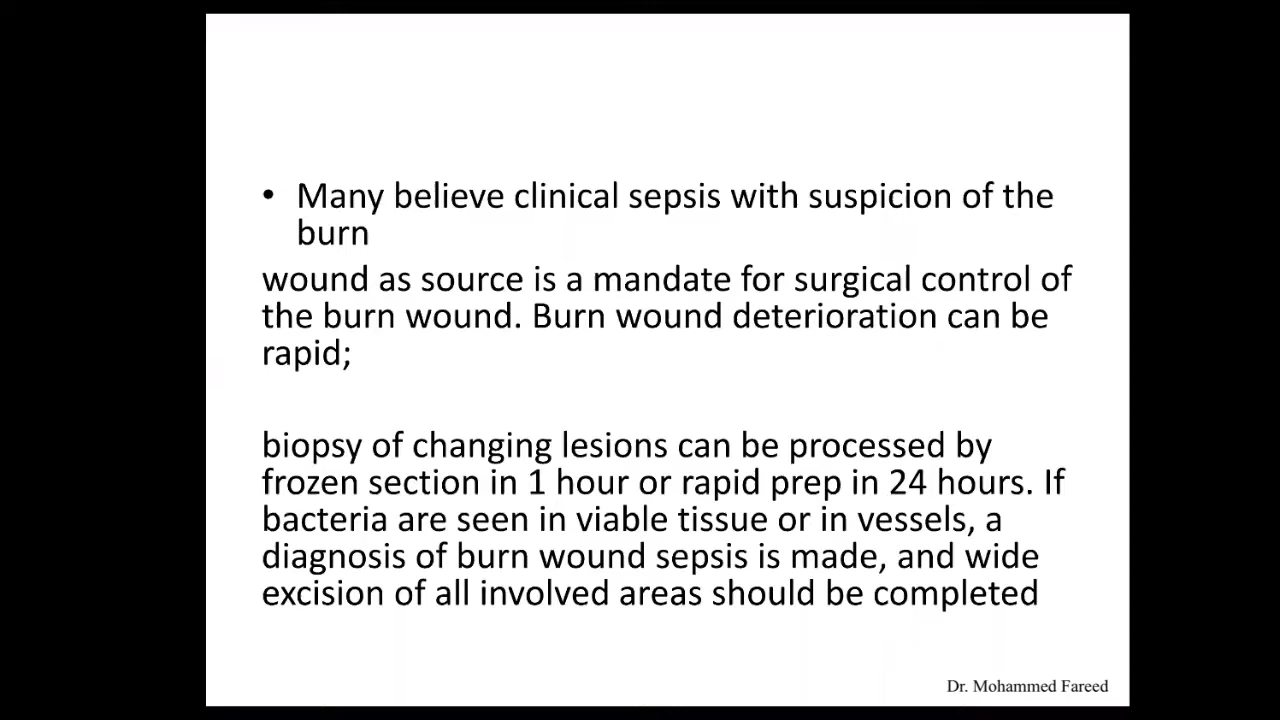 • Many believe clinical sepsis with suspicion of the
burn
wound as source is a mandate for surgical control of
the burn wound. Burn wound deterioration can be
rapid;
biopsy of changing lesions can be processed by
frozen section in 1 hour or rapid prep in 24 hours. If
bacteria are seen in viable tissue or in vessels, a
diagnosis of burn wound sepsis is made, and wide
excision of all involved areas should be completed
Dr. Mohammed Fareed